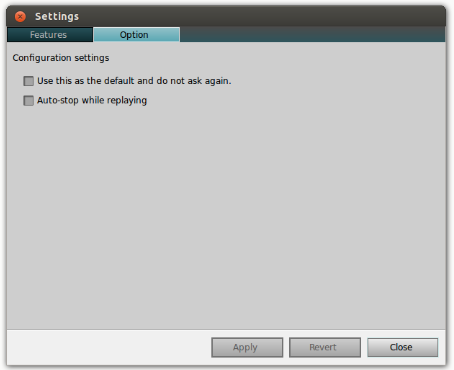 Settings
Features
Option
Configuration settings
Use this as the default and do not ask again.
Auto-stop while replaying
Apply
Revert
Close